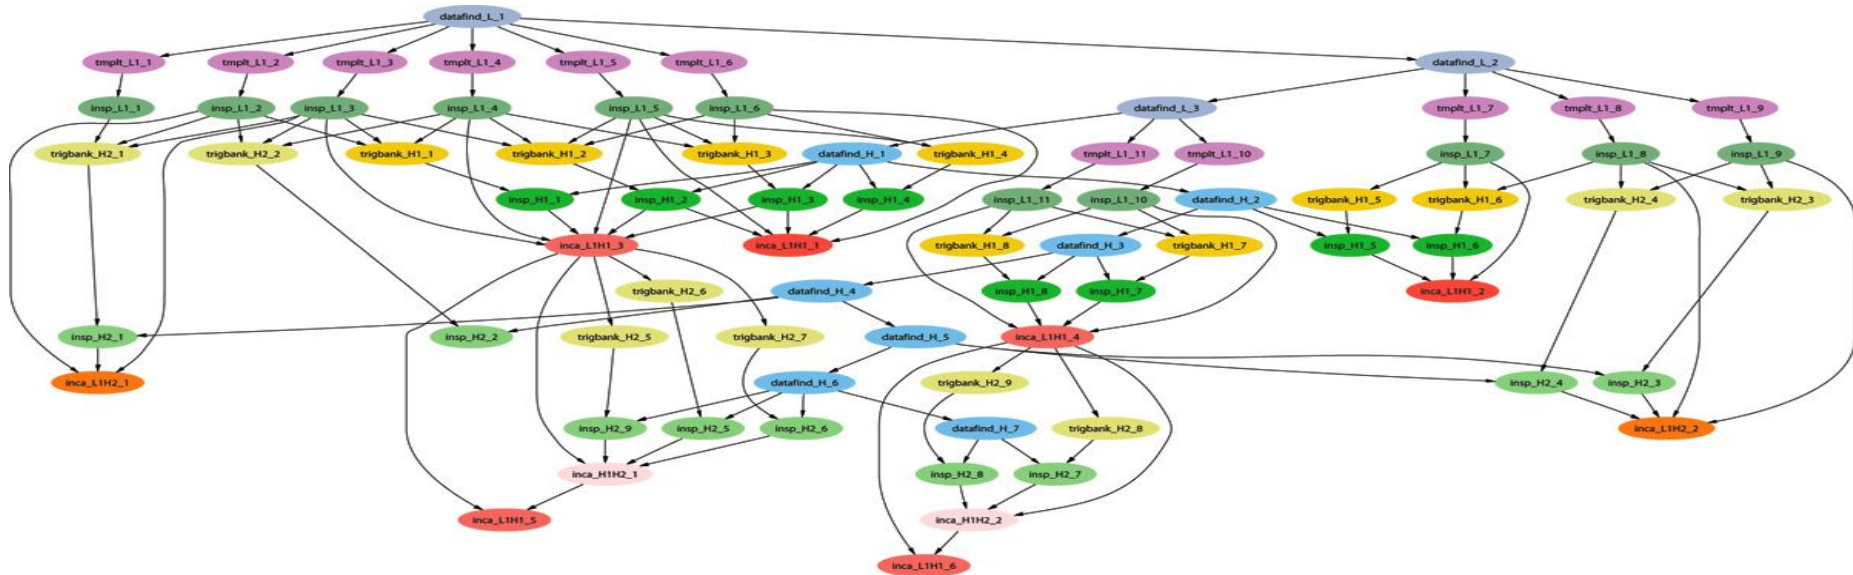 datafind_L_1
tmplt_L1_1 tmplt_L1_2 tmplt_L1_3 tmplt_L1_4 tmplt_L1_5 tmplt_L1_6 datafind_L_2
insp_L1_1 insp_L1_2 insp_L1_3 insp_L1_4 insp_L1_5 insp_L1_6 datafind_L_3 tmplt_L1_7 tmplt_L1_8 tmplt_L1_9
trigbank_H2_1 trigbank_H2_2 trigbank_H1_1 trigbank_H1_2 trigbank_H1_3 datafind_H_1 trigbank_H1_4 tmplt_L1_11 tmplt_L1_10 insp_L1_7 insp_L1_8 insp_L1_9
insp_H1_1 insp_H1_2 insp_H1_3 insp_H1_4 insp_L1_11 insp_L1_10 datafind_H_2 trigbank_H1_5 trigbank_H1_6 trigbank_H2_4 trigbank_H2_3
inca_L1H1_3 inca_L1H1_1 trigbank_H1_8 datafind_H_3 trigbank_H1_7 insp_H1_5 insp_H1_6
trigbank_H2_6 datafind_H_4 insp_H1_8 insp_H1_7 inca_L1H1_2
insp_H2_1 insp_H2_2 trigbank_H2_5 trigbank_H2_7 datafind_H_5 inca_L1H1_4
inca_L1H2_1 datafind_H_6 trigbank_H2_9 insp_H2_4 insp_H2_3
insp_H2_9 insp_H2_5 insp_H2_6 datafind_H_7 trigbank_H2_8 inca_L1H2_2
inca_H1H2_1 insp_H2_8 insp_H2_7
inca_L1H1_5 inca_H1H2_2
inca_L1H1_6